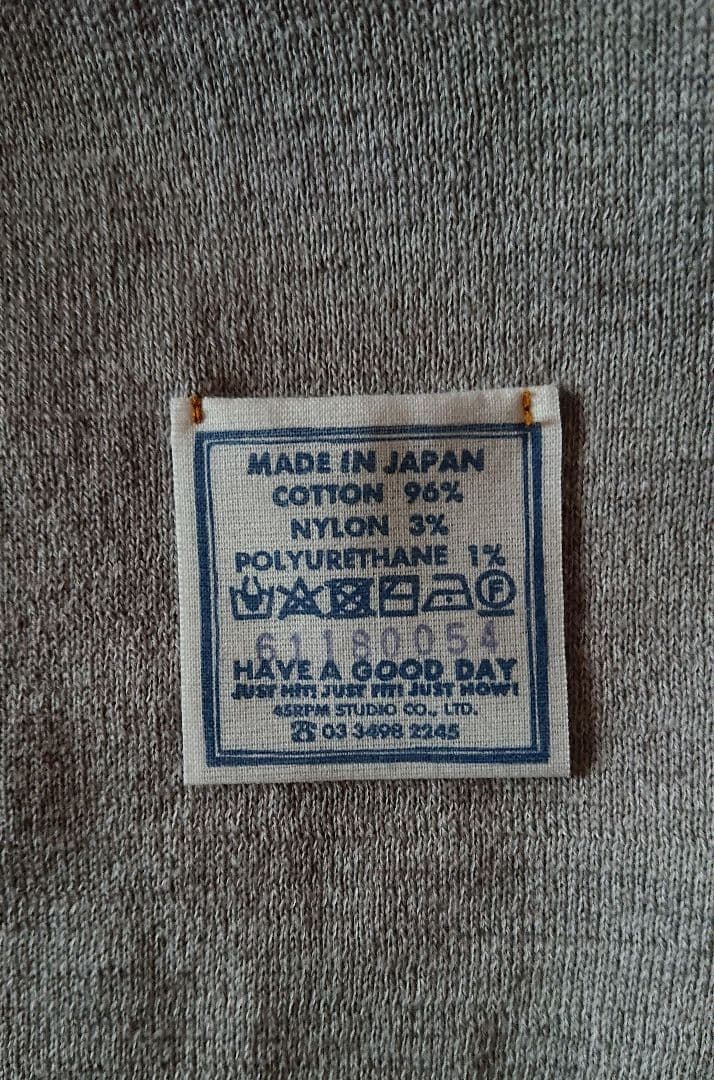 MADE IN JAPAN
COTTON 96%
NYLON 3%
POLYURETHANE 1%
F
61180054
HAVE A GOOD DAY
JUST HIT! JUST FIT! JUST NOW!
45RPM STUDIO CO., LTD.
☎ 03 3498 2245